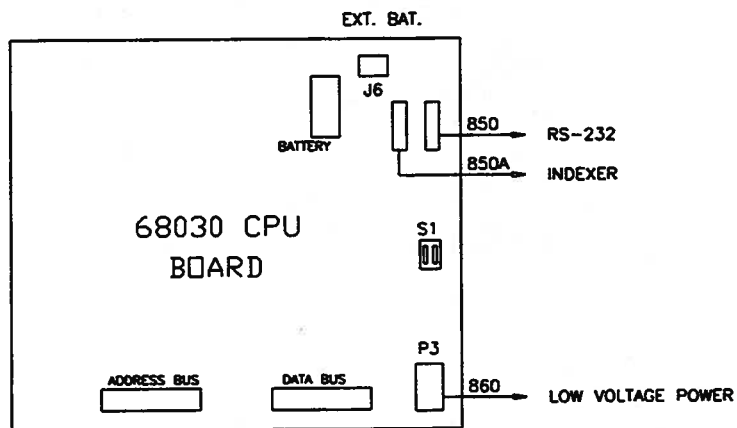 EXT. BAT.
J6
BATTERY
850
RS-232
850A
INDEXER
68030 CPU
BOARD
S1
P3
ADDRESS BUS
DATA BUS
860
LOW VOLTAGE POWER